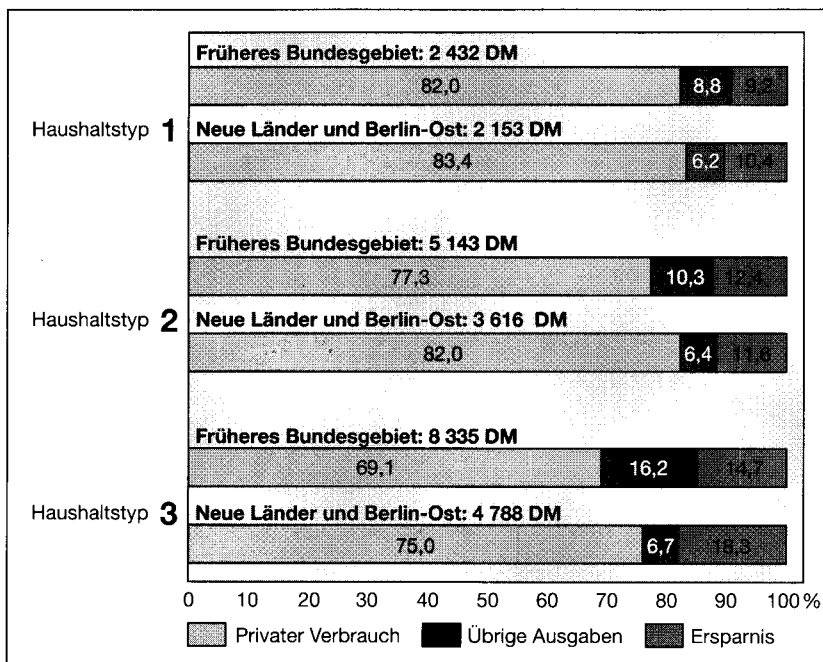 Früheres Bundesgebiet: 2 432 DM
82,0 8,8 9,2
Haushaltstyp 1 Neue Länder und Berlin-Ost: 2 153 DM
83,4 6,2 10,4
Früheres Bundesgebiet: 5 143 DM
77,3 10,3 12,4
Haushaltstyp 2 Neue Länder und Berlin-Ost: 3 616 DM
82,0 6,4 11,6
Früheres Bundesgebiet: 8 335 DM
69,1 16,2 14,7
Haushaltstyp 3 Neue Länder und Berlin-Ost: 4 788 DM
75,0 6,7 18,3
0 10 20 30 40 50 60 70 80 90 100 %
Privater Verbrauch Übrige Ausgaben Ersparnis